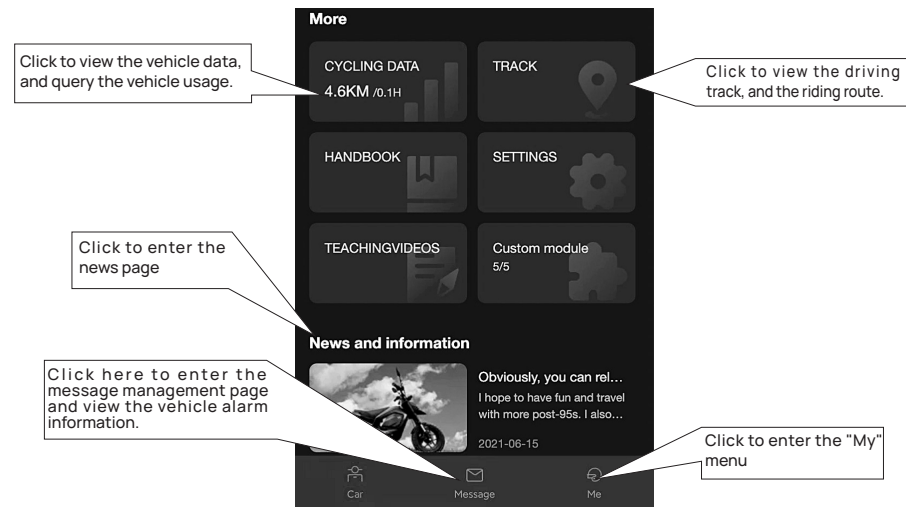 More
Click to view the vehicle data,
and query the vehicle usage.
CYCLING DATA
4.6KM /0.1H
TRACK
Click to view the driving
track, and the riding route.
HANDBOOK
SETTINGS
Click to enter the
news page
TEACHINGVIDEOS
Custom module
5/5
News and information
Click here to enter the
message management page
and view the vehicle alarm
information.
Obviously, you can rel...
I hope to have fun and travel
with more post-95s. I also...
2021-06-15
Click to enter the "My"
menu
Car
Message
Me